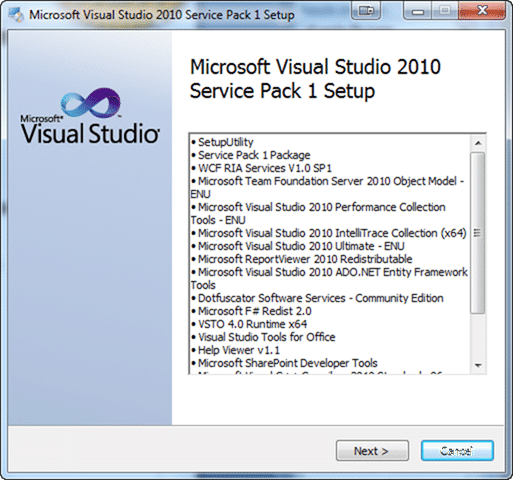 Microsoft Visual Studio 2010 Service Pack 1 Setup
Microsoft®
Visual Studio
Microsoft Visual Studio 2010
Service Pack 1 Setup
• SetupUtility
• Service Pack 1 Package
• WCF RIA Services V1.0 SP1
• Microsoft Team Foundation Server 2010 Object Model -
ENU
• Microsoft Visual Studio 2010 Performance Collection
Tools - ENU
• Microsoft Visual Studio 2010 IntelliTrace Collection (x64)
• Microsoft Visual Studio 2010 Ultimate - ENU
• Microsoft ReportViewer 2010 Redistributable
• Microsoft Visual Studio 2010 ADO.NET Entity Framework
Tools
• Dotfuscator Software Services - Community Edition
• Microsoft F# Redist 2.0
• VSTO 4.0 Runtime x64
• Visual Studio Tools for Office
• Help Viewer v1.1
• Microsoft SharePoint Developer Tools
Next >
Cancel